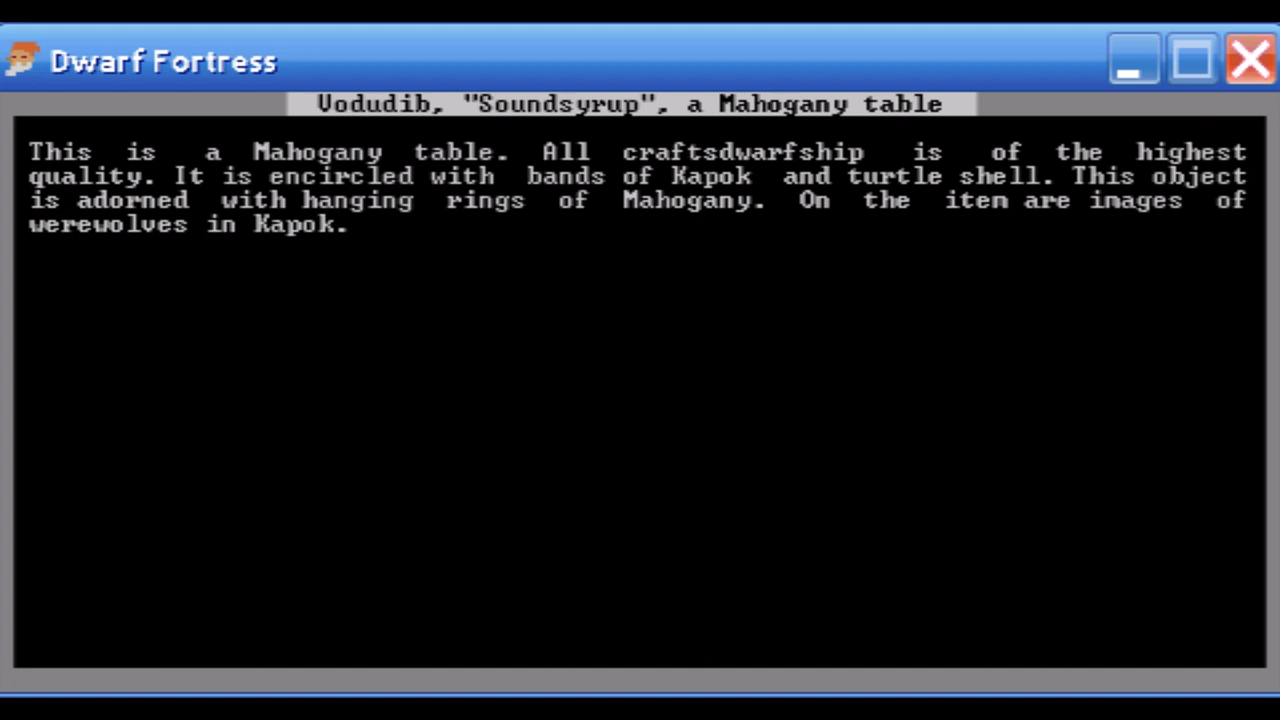 Dwarf Fortress
Vodudib, "Soundsyrup", a Mahogany table
This is a Mahogany table. All craftsdwarfship is of the highest
quality. It is encircled with bands of Kapok and turtle shell. This object
is adorned with hanging rings of Mahogany. On the item are images of
werewolves in Kapok.